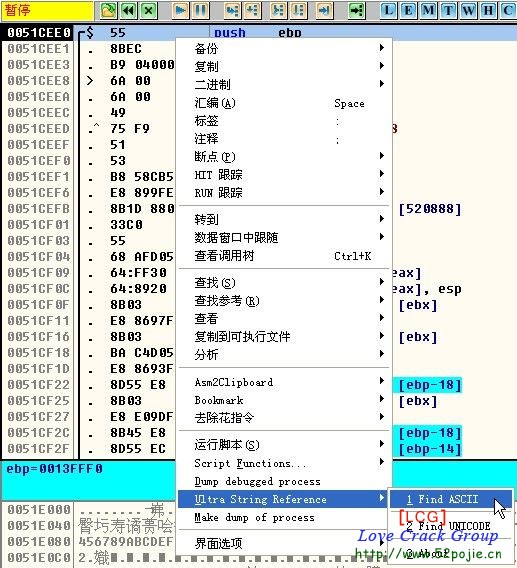 暂停
L E M T W H C
0051CEE0 $ 55 push ebp
0051CEE1 . 8BEC
0051CEE3 . B9 04000
0051CEE8 > 6A 00
0051CEEA . 6A 00
0051CEEC . 49
0051CEED .^ 75 F9
0051CEEF . 51
0051CEF0 . 53
0051CEF1 . B8 58CB5
0051CEF6 . E8 899FE
0051CEFB . 8B1D 880 [520888]
0051CF01 . 33C0
0051CF03 . 55
0051CF04 . 68 AFD05
0051CF09 . 64:FF30 eax]
0051CF0C . 64:8920 eax], esp
0051CF0F . 8B03 [ebx]
0051CF11 . E8 8697F
0051CF16 . 8B03 [ebx]
0051CF18 . BA C4D05
0051CF1D . E8 8693F
0051CF22 . 8D55 E8 [ebp-18]
0051CF25 . 8B03 [ebx]
0051CF27 . E8 E09DF
0051CF2C . 8B45 E8 [ebp-18]
0051CF2F . 8D55 EC [ebp-14]
备份
复制
二进制
汇编(A) Space
标签 :
注释 ;
断点(P)
HIT 跟踪
RUN 跟踪
转到
数据窗口中跟随
查看调用树 Ctrl+K
查找(S)
查找参考(R)
查看
复制到可执行文件
分析
Asm2Clipboard
Bookmark
去除花指令
运行脚本(S)
Script Functions...
Dump debugged process
Ultra String Reference
Make dump of process
界面选项
1 Find ASCII
2 Find UNICODE
3 About
ebp=0013FFF0
0051E000
0051E040
0051E080 456789ABCDEF
0051E0C0
[LCG]
Love Crack Group
http://www.52pojie.cn